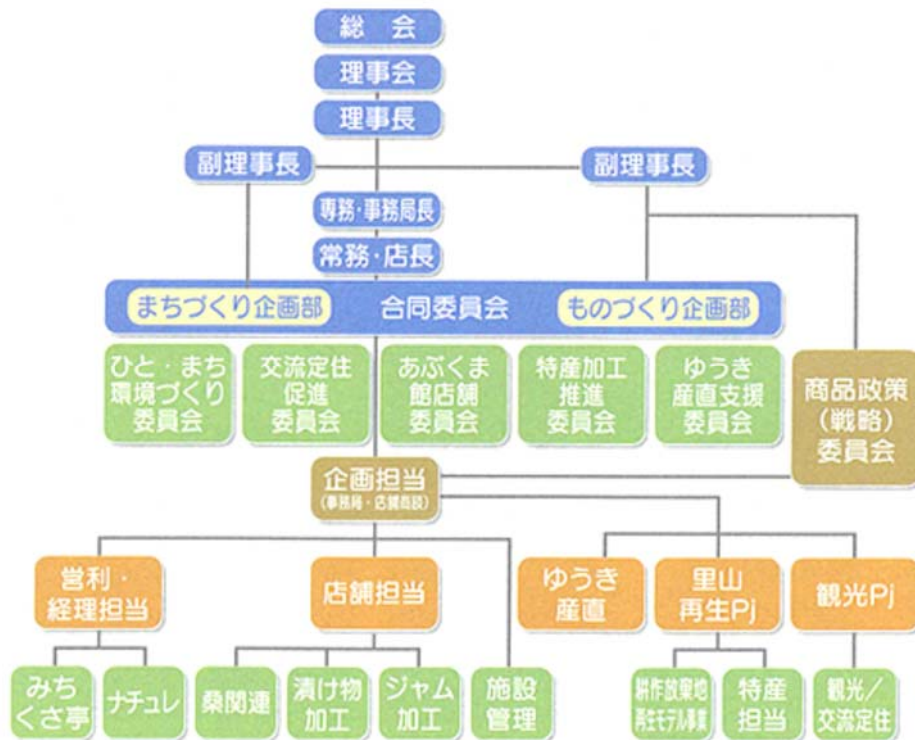 総会
理事会
理事長
副理事長
副理事長
専務・事務局長
常務・店長
まちづくり企画部
合同委員会
ものづくり企画部
ひと・まち
環境づくり
委員会
交流定住
促進
委員会
あぶくま
館店舗
委員会
特産加工
推進
委員会
ゆうき
産直支援
委員会
商品政策
(戦略)
委員会
企画担当
(事務局・店舗商談)
営利・
経理担当
店舗担当
ゆうき
産直
里山
再生Pj
観光Pj
みち
くさ亭
ナチュレ
桑関連
漬け物
加工
ジャム
加工
施設
管理
耕作放棄地
再生モデル事業
特産
担当
観光/
交流定住